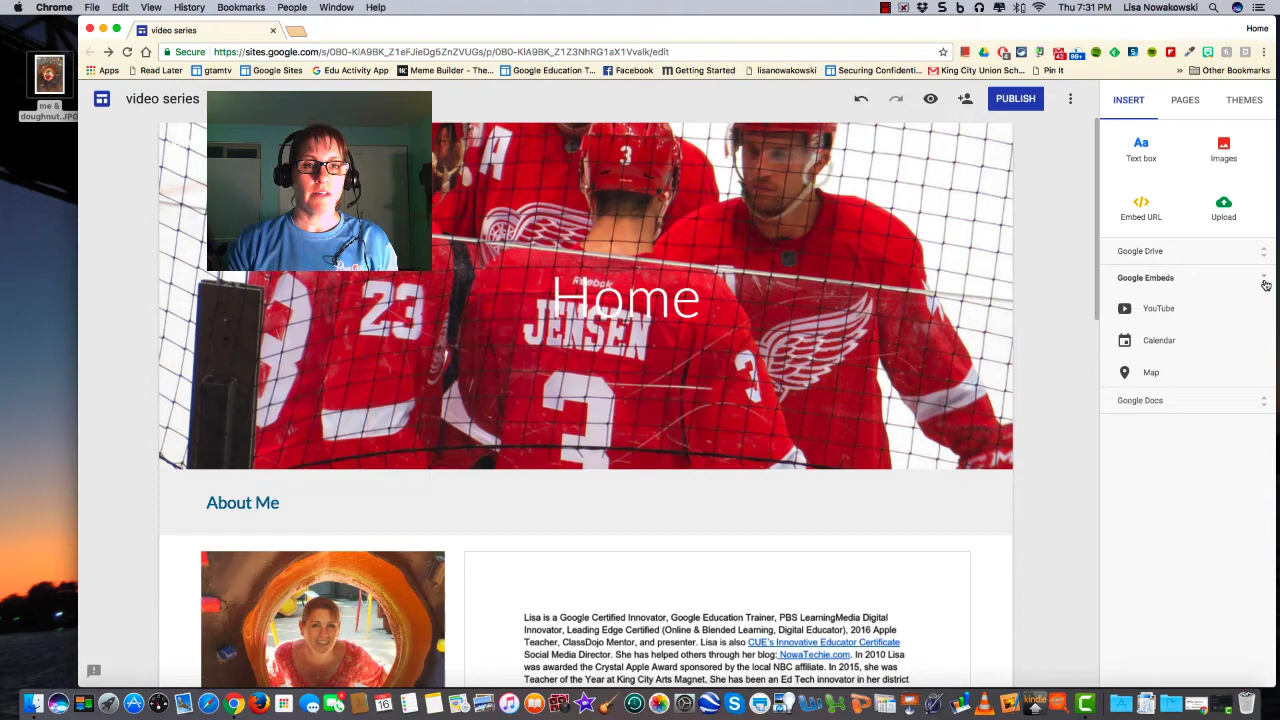 Chrome File Edit View History Bookmarks People Window Help
Thu 7:31 PM Lisa Nowakowski
video series
Home
Secure https://sites.google.com/s/0B0-KIA9BK_Z1eFJieDg5ZnZVUGs/p/0B0-KIA9BK_Z1Z3NhRG1aX1Vvalk/edit
99+
Apps Read Later gtamtv Google Sites Edu Activity App Meme Builder - The... Google Education T... Facebook Meeting Getting Started lisanowakowski Securing Confidenti... King City Union Sch... Pin It » Other Bookmarks
me &
doughnut.JPG
video series
PUBLISH
INSERT PAGES THEMES
Aa
Text box Images
Embed URL Upload
Google Drive
Google Embeds
YouTube
Calendar
Map
Google Docs
3
23
Reebok
JENSEN
3
3
Home
About Me
Lisa is a Google Certified Innovator, Google Education Trainer, PBS LearningMedia Digital
Innovator, Leading Edge Certified (Online & Blended Learning, Digital Educator), 2016 Apple
Teacher, ClassDojo Mentor, and presenter. Lisa is also CUE's Innovative Educator Certificate
Social Media Director. She has helped others through her blog: NowaTechie.com. In 2010 Lisa
was awarded the Crystal Apple Award sponsored by the local NBC affiliate. In 2015, she was
Teacher of the Year at King City Arts Magnet. She has been an Ed Tech innovator in her district